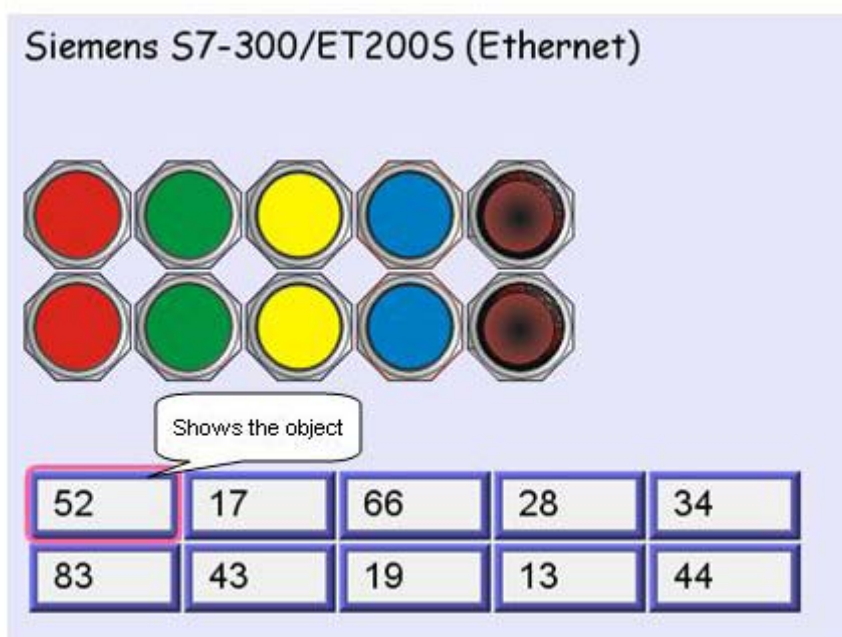 Siemens S7-300/ET200S (Ethernet)
Shows the object
52 17 66 28 34
83 43 19 13 44